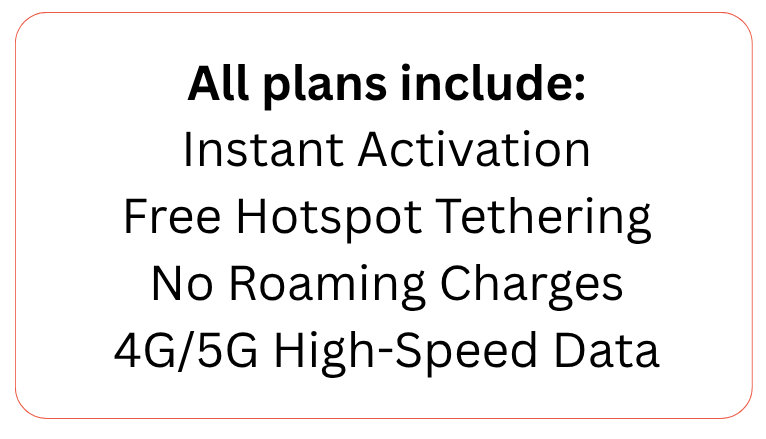 All plans include:
Instant Activation
Free Hotspot Tethering
No Roaming Charges
4G/5G High-Speed Data